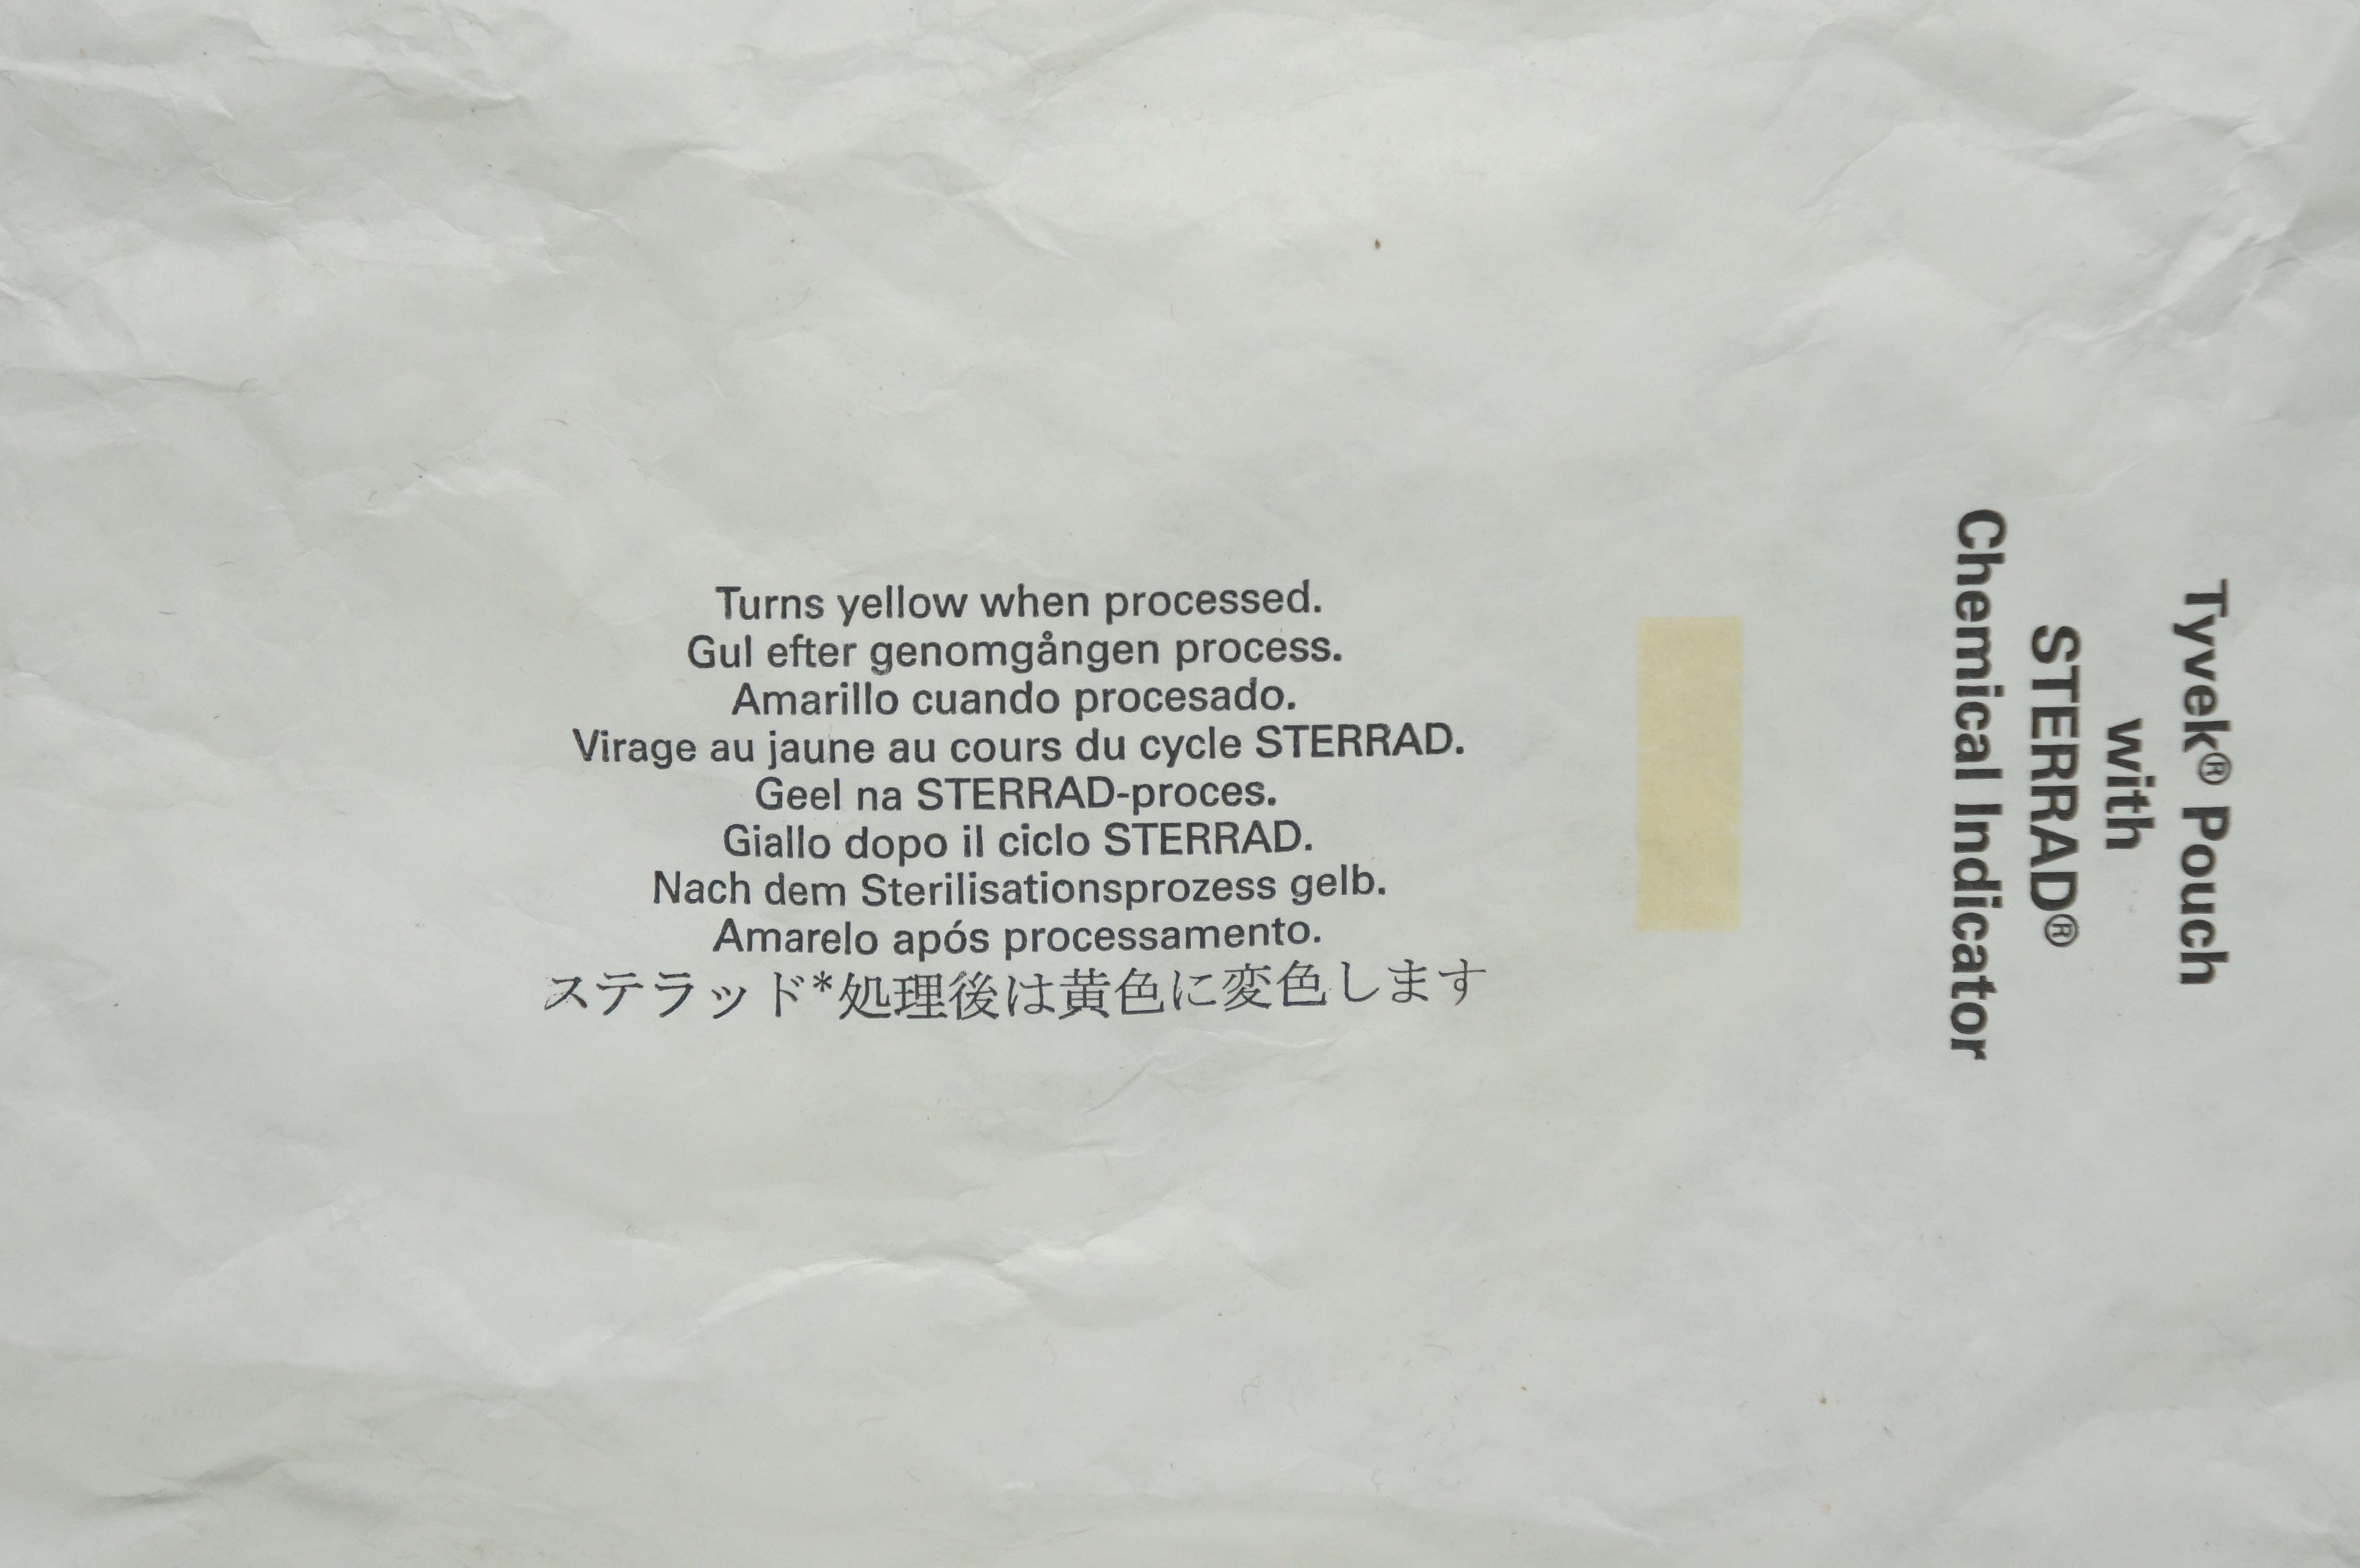 Turns yellow when processed.
Gul efter genomgången process.
Amarillo cuando procesado.
Virage au jaune au cours du cycle STERRAD.
Geel na STERRAD-proces.
Giallo dopo il ciclo STERRAD.
Nach dem Sterilisationsprozess gelb.
Amarelo após processamento.
ステラッド*処理後は黄色に変色します
Tyvek® Pouch
with
STERRAD®
Chemical Indicator